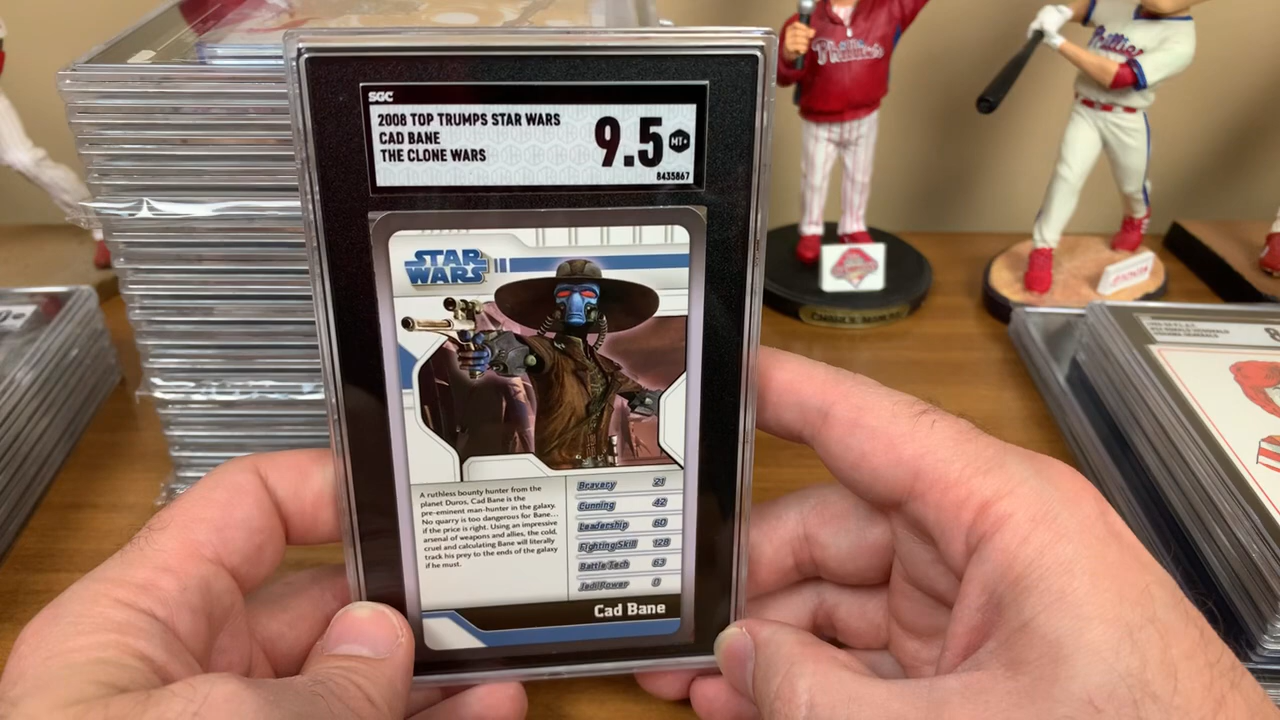 SGC
2008 TOP TRUMPS STAR WARS
CAD BANE
THE CLONE WARS
9.5
MT+
8435867
STAR
WARS
A ruthless bounty hunter from the
planet Duros, Cad Bane is the
pre-eminent man-hunter in the galaxy.
No quarry is too dangerous for Bane...
if the price is right. Using an impressive
arsenal of weapons and allies, the cold,
cruel and calculating Bane will literally
track his prey to the ends of the galaxy
if he must.
Bravery 21
Cunning 42
Leadership 60
Fighting Skill 128
Battle Tech 63
Jedi Power 0
Cad Bane
Phillies